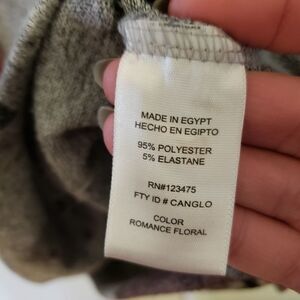 MADE IN EGYPT
HECHO EN EGIPTO
95% POLYESTER
5% ELASTANE
RN#123475
FTY ID # CANGLO
COLOR
ROMANCE FLORAL